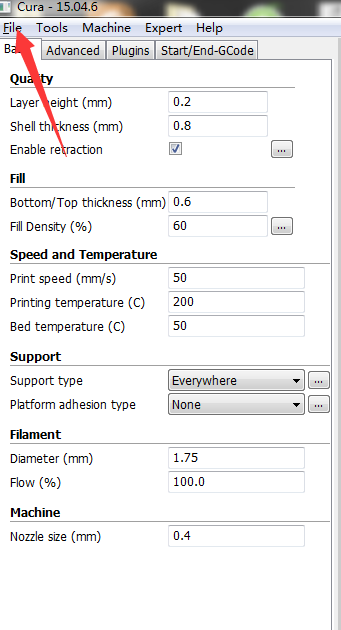 Cura - 15.04.6
File Tools Machine Expert Help
Ba Advanced Plugins Start/End-GCode
Quality
Layer height (mm) 0.2
Shell thickness (mm) 0.8
Enable retraction ...
Fill
Bottom/Top thickness (mm) 0.6
Fill Density (%) 60 ...
Speed and Temperature
Print speed (mm/s) 50
Printing temperature (C) 200
Bed temperature (C) 50
Support
Support type Everywhere ...
Platform adhesion type None ...
Filament
Diameter (mm) 1.75
Flow (%) 100.0
Machine
Nozzle size (mm) 0.4